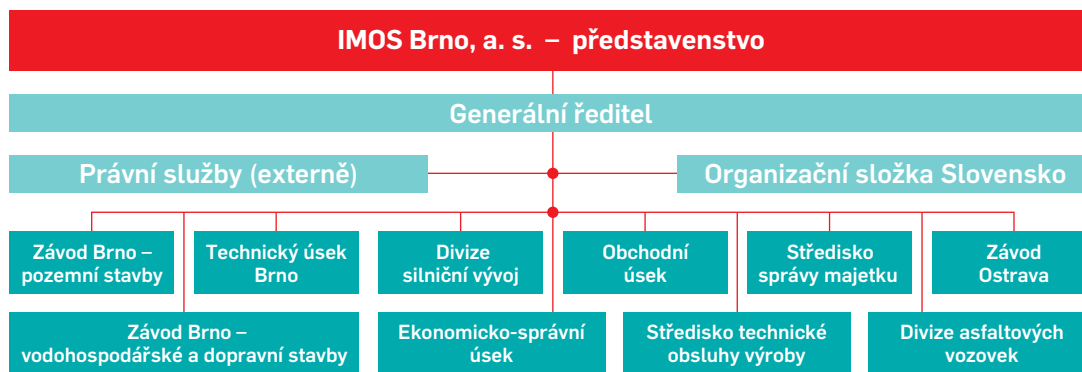 IMOS Brno, a. s. – představenstvo
Generální ředitel
Právní služby (externě)
Organizační složka Slovensko
Závod Brno –
pozemní stavby
Technický úsek
Brno
Divize
silniční vývoj
Obchodní
úsek
Středisko
správy majetku
Závod
Ostrava
Závod Brno –
vodohospodářské a dopravní stavby
Ekonomicko-správní
úsek
Středisko technické
obsluhy výroby
Divize asfaltových
vozovek